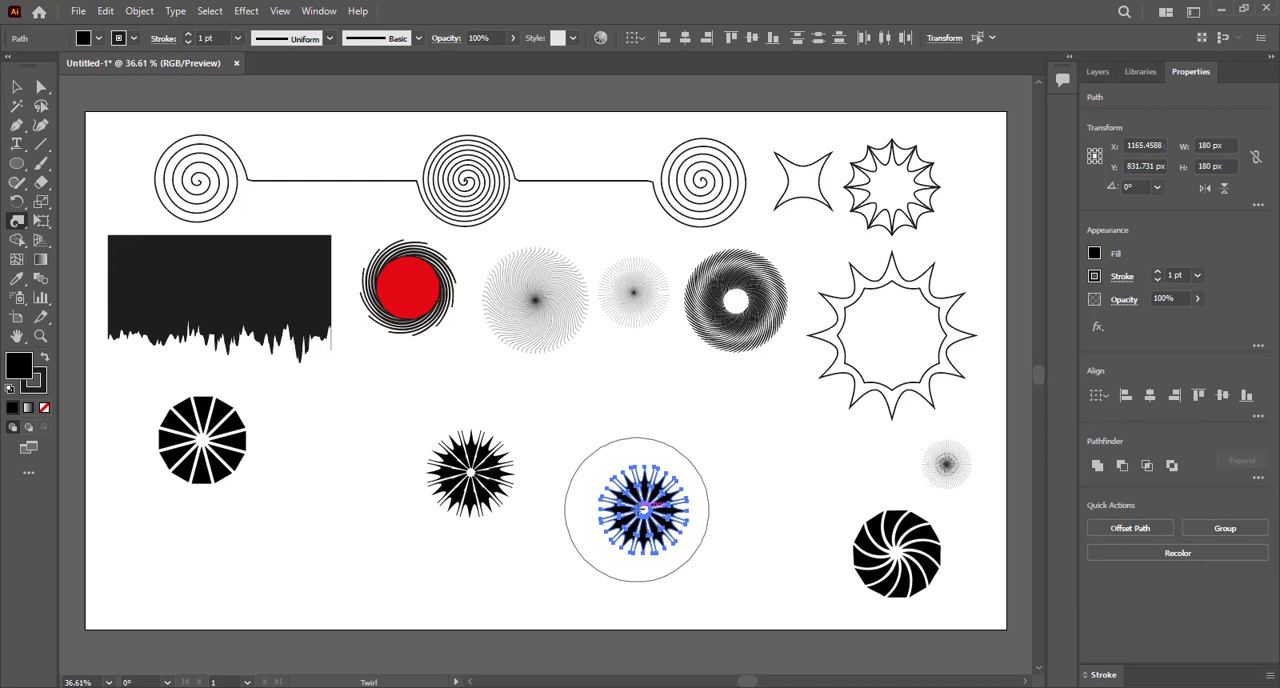 Ai File Edit Object Type Select Effect View Window Help
Path Stroke: 1 pt Uniform Basic Opacity: 100% Style: Transform
Untitled-1* @ 36.61 % (RGB/Preview) ×
Layers Libraries Properties
Path
Transform
X: 1165.4588 W: 180 px
Y: 831.731 px H: 180 px
0°
Appearance
Fill
Stroke 1 pt
Opacity 100%
fx.
Align
Pathfinder
Expand
Quick Actions
Offset Path Group
Recolor
Stroke
36.61% 0° 1 Twirl